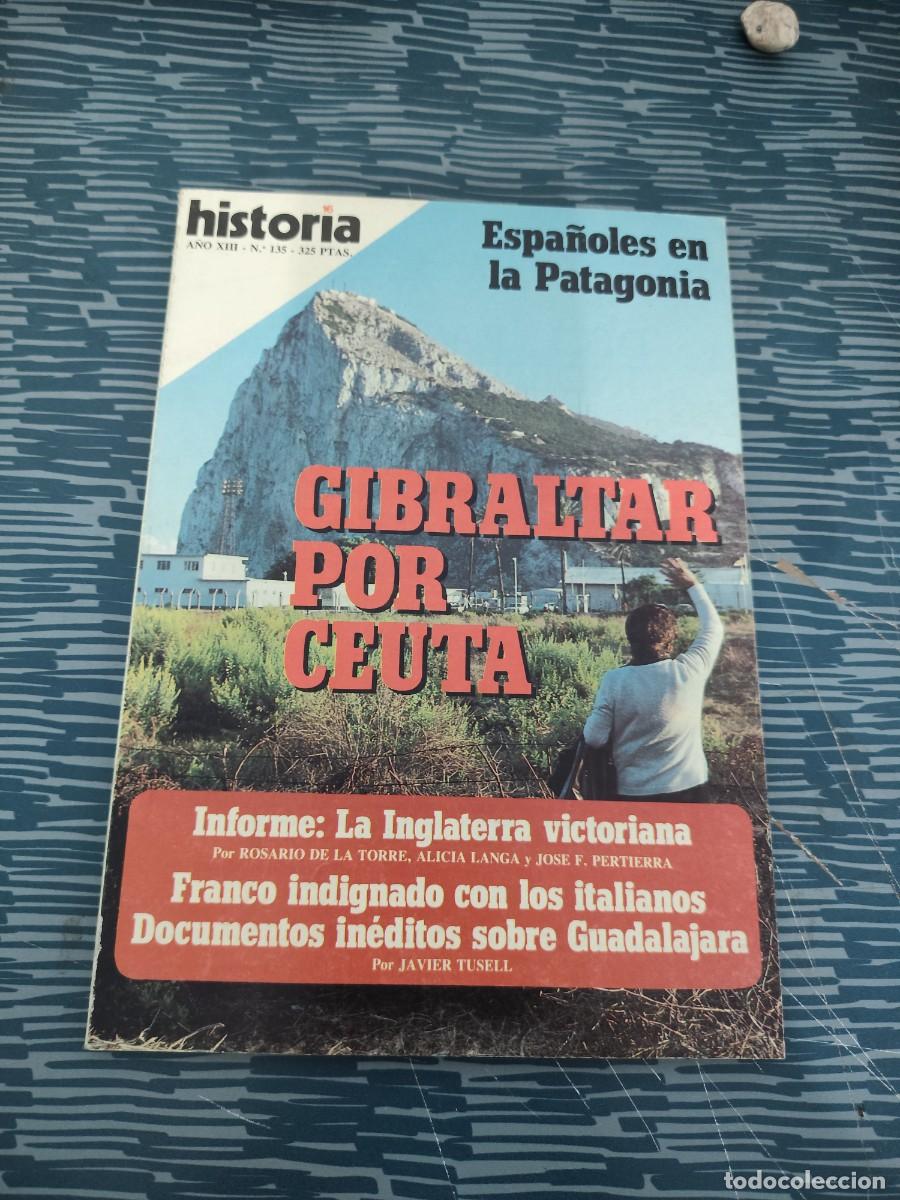 historia 16
AÑO XIII - N.º 135 - 325 PTAS.
Españoles en
la Patagonia
GIBRALTAR
POR
CEUTA
Informe: La Inglaterra victoriana
Por ROSARIO DE LA TORRE, ALICIA LANGA y JOSE F. PERTIERRA
Franco indignado con los italianos
Documentos inéditos sobre Guadalajara
Por JAVIER TUSELL
todocoleccion